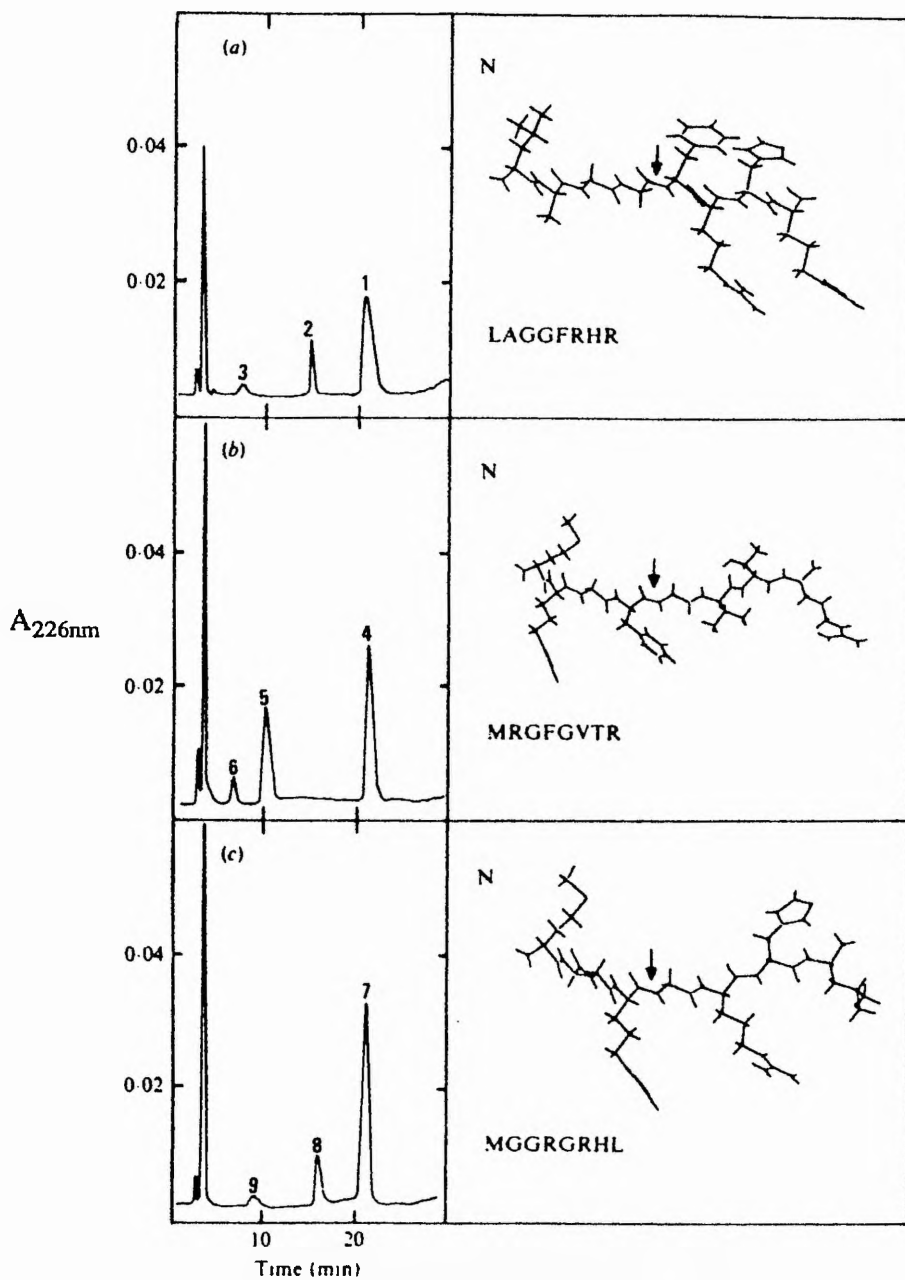 (a)
N
0·04
0·02
1
2
3
LAGGFRHR
(b)
N
0·04
A226nm
0·02
4
5
6
MRGFGVTR
(c)
N
0·04
0·02
7
8
9
MGGRGRHL
10 20
Time (min)